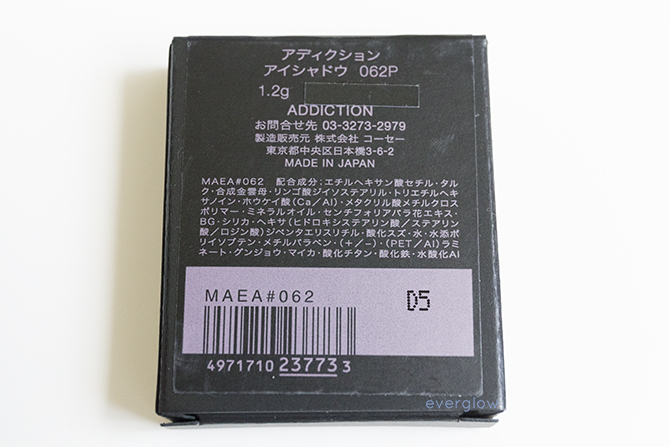 アディクション
アイシャドウ 062P
1.2g
ADDICTION
お問合せ先 03-3273-2979
製造販売元 株式会社 コーセー
東京都中央区日本橋3-6-2
MADE IN JAPAN
MAEA#062 配合成分;エチルヘキサン酸セチル・タル
ク・合成金雲母・リンゴ酸ジイソステアリル・トリエチルヘキ
サノイン・ホウケイ酸(Ca/Al)・メタクリル酸メチルクロス
ポリマー・ミネラルオイル・センチフォリアバラ花エキス・
BG・シリカ・ヘキサ(ヒドロキシステアリン酸/ステアリン
酸/ロジン酸)ジペンタエリスリチル・酸化スズ・水・水添ポ
リイソブテン・メチルパラベン・(+/-)・(PET/Al)ラミ
ネート・グンジョウ・マイカ・酸化チタン・酸化鉄・水酸化Al
MAEA#062 D5
4971710 23773 3
everglow